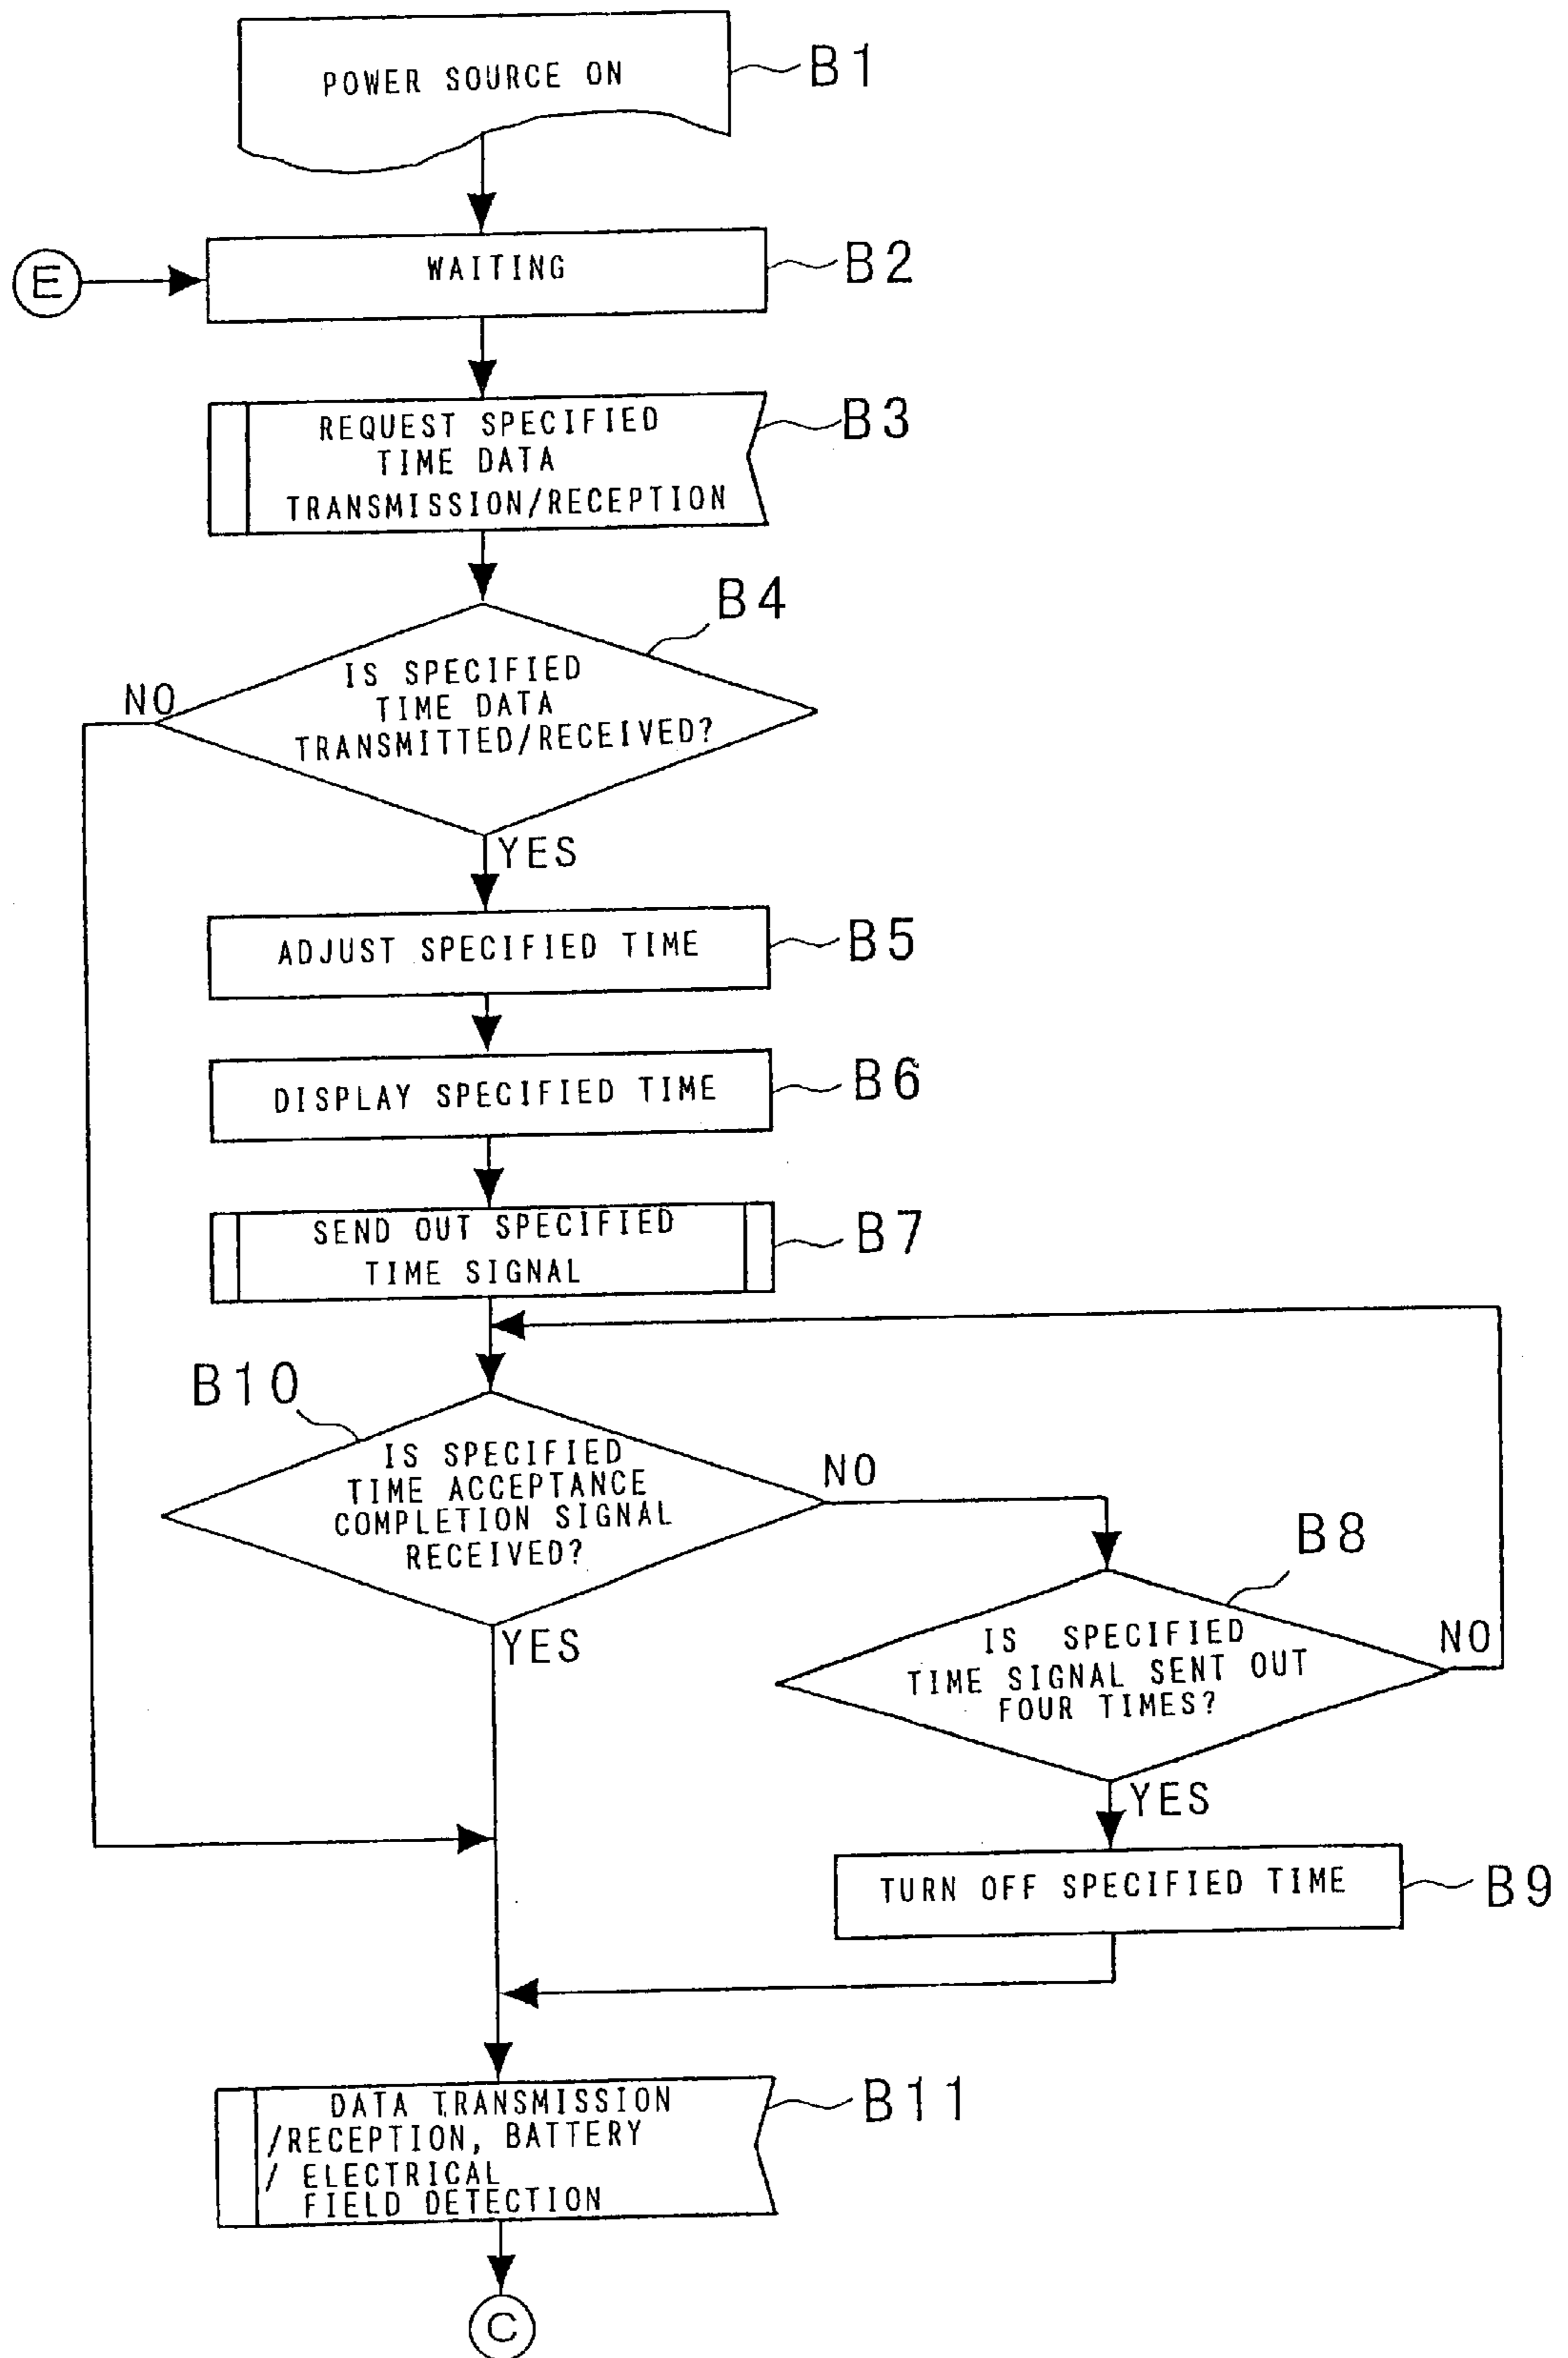 POWER SOURCE ON
B1
E
WAITING
B2
REQUEST SPECIFIED
TIME DATA
TRANSMISSION/RECEPTION
B3
B4
IS SPECIFIED
TIME DATA
TRANSMITTED/RECEIVED?
NO
YES
ADJUST SPECIFIED TIME
B5
DISPLAY SPECIFIED TIME
B6
SEND OUT SPECIFIED
TIME SIGNAL
B7
B10
IS SPECIFIED
TIME ACCEPTANCE
COMPLETION SIGNAL
RECEIVED?
NO
YES
B8
IS SPECIFIED
TIME SIGNAL SENT OUT
FOUR TIMES?
NO
YES
TURN OFF SPECIFIED TIME
B9
DATA TRANSMISSION
/RECEPTION, BATTERY
/ ELECTRICAL
FIELD DETECTION
B11
C